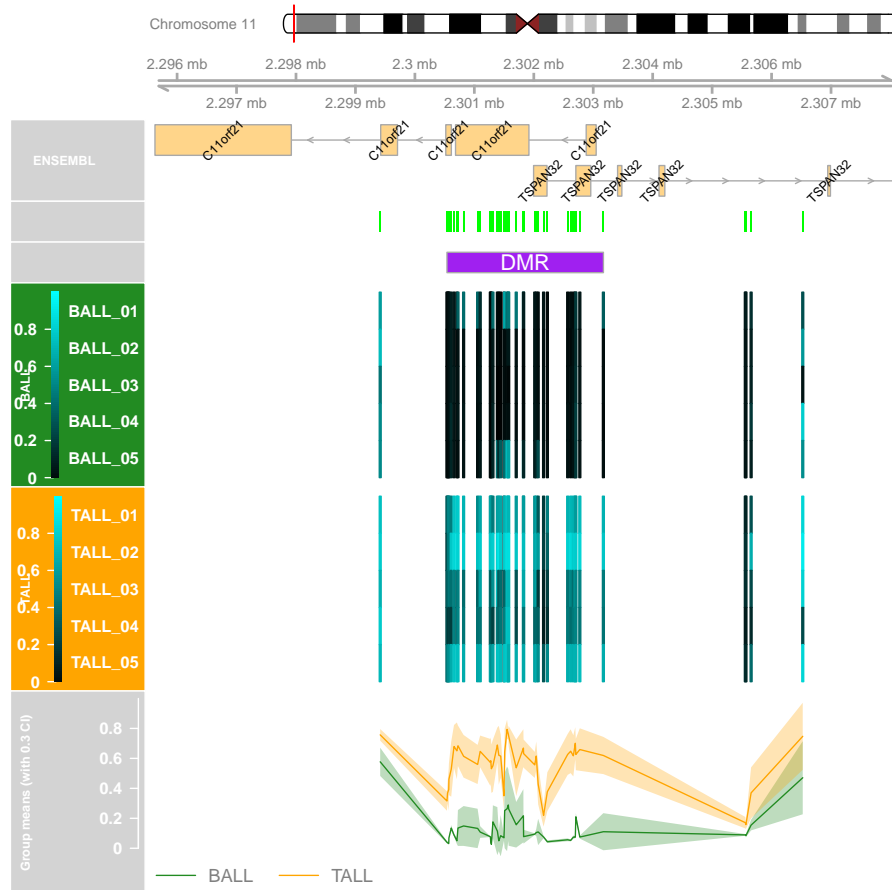 Chromosome 11
2.296 mb 2.298 mb 2.3 mb 2.302 mb 2.304 mb 2.306 mb
2.297 mb 2.299 mb 2.301 mb 2.303 mb 2.305 mb 2.307 mb
ENSEMBL
C11orf21 C11orf21 C11orf21 C11orf21 C11orf21
TSPAN32 TSPAN32 TSPAN32 TSPAN32 TSPAN32
DMR
BALL
0.8
0.6
0.4
0.2
0
BALL_01
BALL_02
BALL_03
BALL_04
BALL_05
TALL
0.8
0.6
0.4
0.2
0
TALL_01
TALL_02
TALL_03
TALL_04
TALL_05
Group means (with 0.3 CI)
0.8
0.6
0.4
0.2
0
BALL TALL